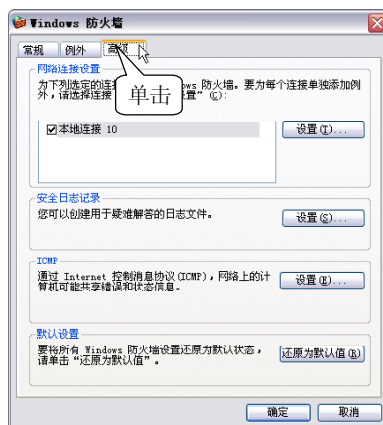 Windows 防火墙
常规
例外
高级
网络连接设置
为下列选定的连 ws 防火墙。要为每个连接单独添加例
外，请选择连接 置” (C):
单击
本地连接 10
设置(T)...
安全日志记录
您可以创建用于疑难解答的日志文件。
设置(S)...
ICMP
通过 Internet 控制消息协议(ICMP)，网络上的计
算机可能共享错误和状态信息。
设置(E)...
默认设置
要将所有 Windows 防火墙设置还原为默认状态，
请单击“还原为默认值”。
还原为默认值(R)
确定
取消